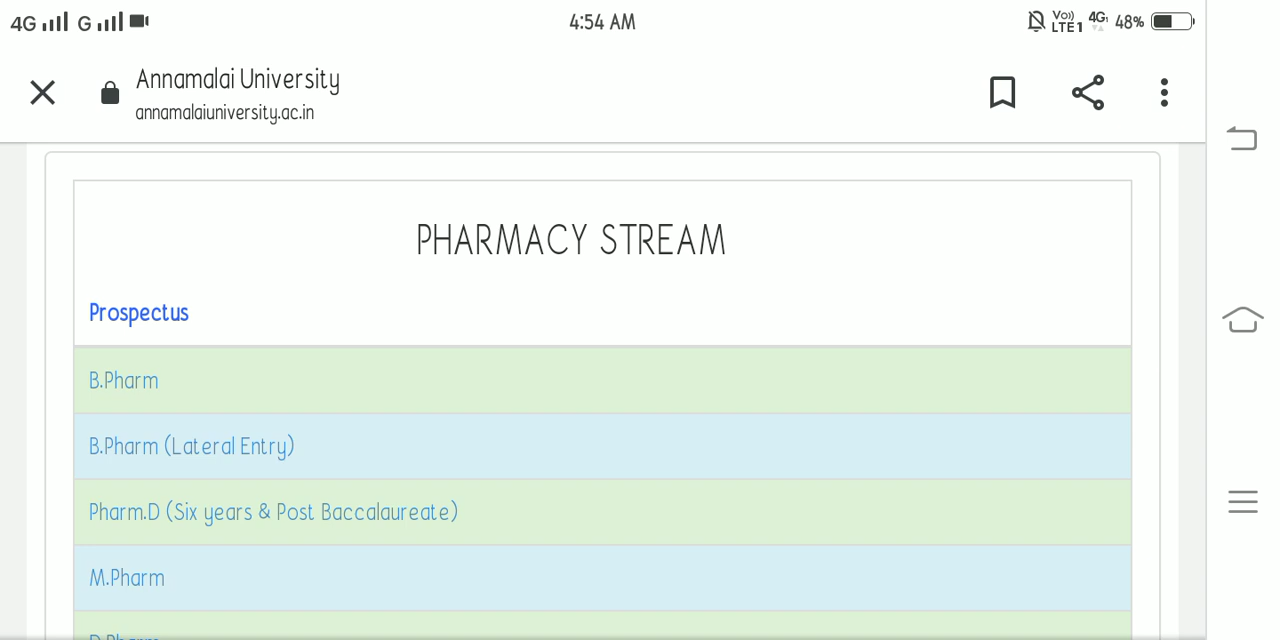 4G G 4:54 AM Vo)) LTE1 4G 48%
Annamalai University
annamalaiuniversity.ac.in
PHARMACY STREAM
Prospectus
B.Pharm
B.Pharm (Lateral Entry)
Pharm.D (Six years & Post Baccalaureate)
M.Pharm
D.Pharm